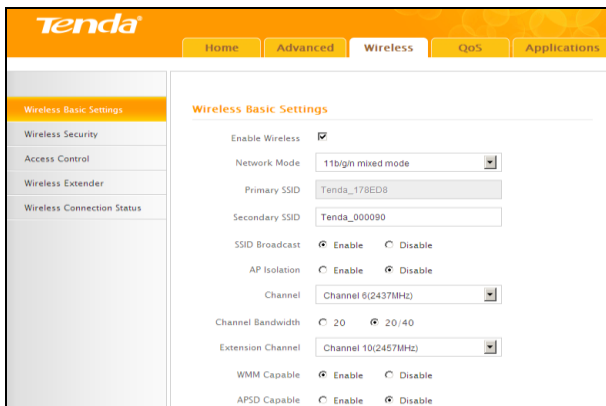 Tenda®
Home Advanced Wireless QoS Applications
Wireless Basic Settings
Wireless Security
Access Control
Wireless Extender
Wireless Connection Status
Wireless Basic Settings
Enable Wireless
Network Mode 11b/g/n mixed mode
Primary SSID Tenda_178ED8
Secondary SSID Tenda_000090
SSID Broadcast Enable Disable
AP Isolation Enable Disable
Channel Channel 6(2437MHz)
Channel Bandwidth 20 20/40
Extension Channel Channel 10(2457MHz)
WMM Capable Enable Disable
APSD Capable Enable Disable